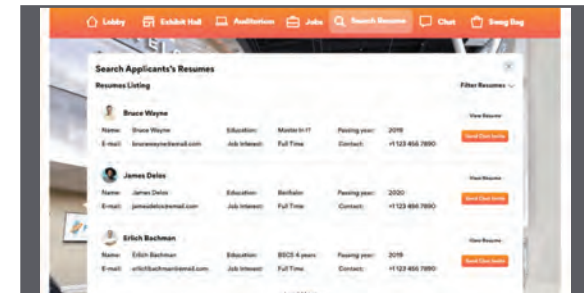 Lobby Exhibit Hall Auditorium Jobs Search Resume Chat Swag Bag
Search Applicants's Resumes
Resumes Listing Filter Resumes
Bruce Wayne View Resume
Name: Bruce Wayne Education: Master In IT Passing year: 2019
Send Chat Invite
E-mail: brucewayne@email.com Job Interest: Full Time Contact: +1 123 456 7890
James Delos View Resume
Name: James Delos Education: Bachelor Passing year: 2020
Send Chat Invite
E-mail: jamesdelos@email.com Job Interest: Full Time Contact: +1 123 456 7890
Erlich Bachman View Resume
Name: Erlich Bachman Education: BSCS 4 years Passing year: 2019
Send Chat Invite
E-mail: erlichbachman@email.com Job Interest: Full Time Contact: +1 123 456 7890